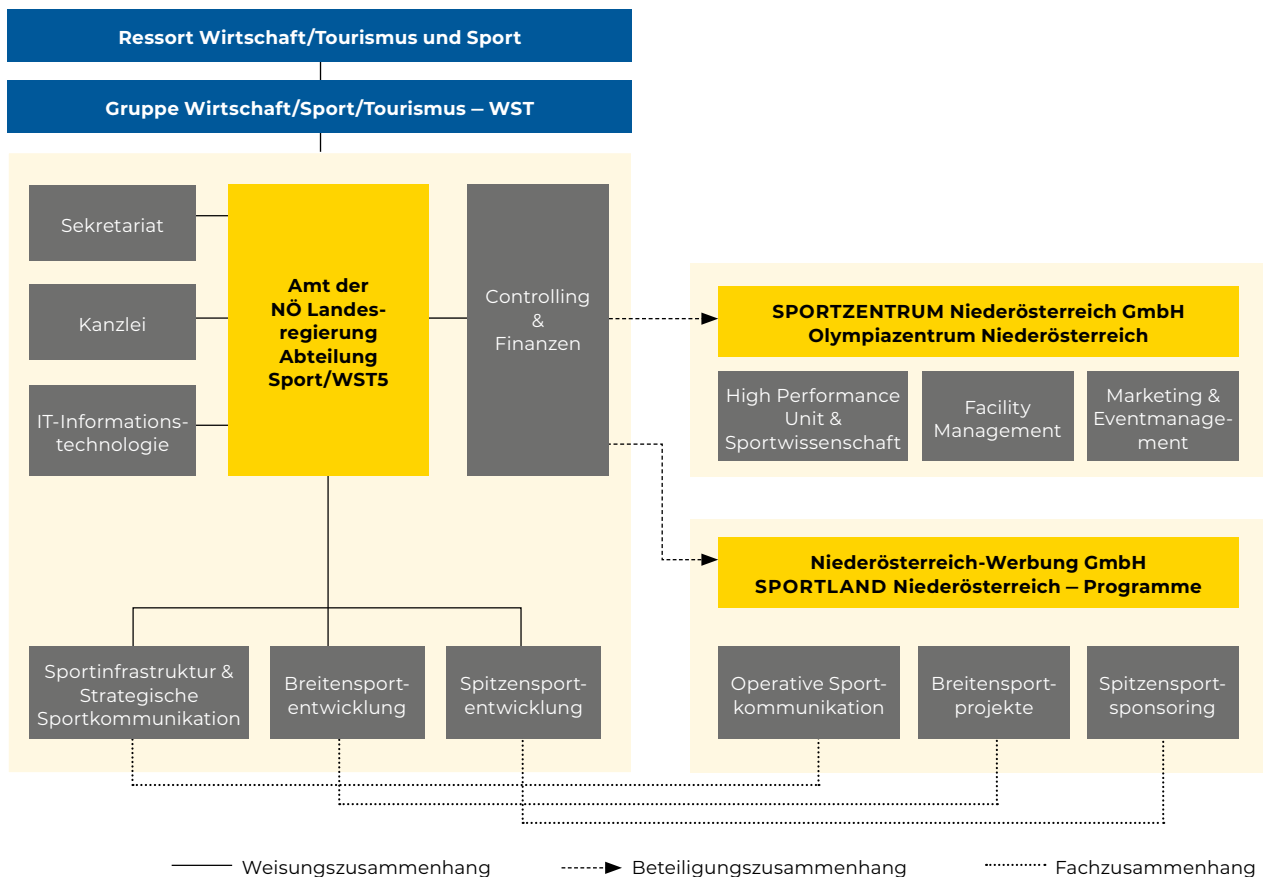 Ressort Wirtschaft/Tourismus und Sport
Gruppe Wirtschaft/Sport/Tourismus – WST
Sekretariat
Kanzlei
IT-Informations-
technologie
Amt der
NÖ Landes-
regierung
Abteilung
Sport/WST5
Controlling
&
Finanzen
Sportinfrastruktur &
Strategische
Sportkommunikation
Breitensport-
entwicklung
Spitzensport-
entwicklung
SPORTZENTRUM Niederösterreich GmbH
Olympiazentrum Niederösterreich
High Performance
Unit &
Sportwissenschaft
Facility
Management
Marketing &
Eventmanage-
ment
Niederösterreich-Werbung GmbH
SPORTLAND Niederösterreich – Programme
Operative Sport-
kommunikation
Breitensport-
projekte
Spitzensport-
sponsoring
Weisungszusammenhang
Beteiligungszusammenhang
Fachzusammenhang